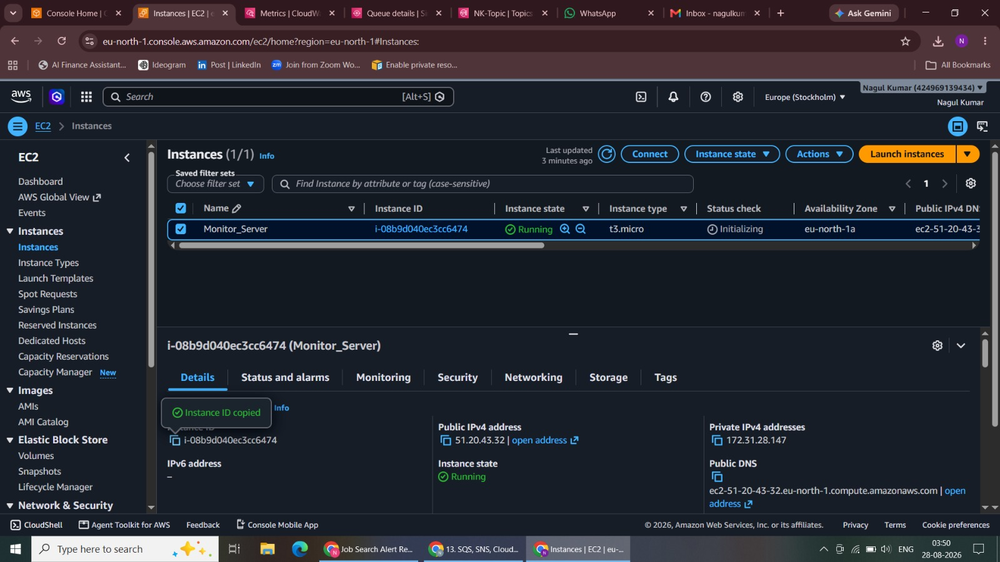 Console Home | C
Instances | EC2 | e
Metrics | CloudW
Queue details | Si
NK-Topic | Topics
WhatsApp
Inbox - nagulkum
Ask Gemini
eu-north-1.console.aws.amazon.com/ec2/home?region=eu-north-1#Instances:
N
AI Finance Assistant...
Ideogram
Post | LinkedIn
Join from Zoom Wo...
Enable private reso...
All Bookmarks
aws
Search
[Alt+S]
Europe (Stockholm)
Nagul Kumar (424969139434)
Nagul Kumar
EC2 > Instances
EC2
Dashboard
AWS Global View
Events
Instances
Instances
Instance Types
Launch Templates
Spot Requests
Savings Plans
Reserved Instances
Dedicated Hosts
Capacity Reservations
Capacity Manager New
Images
AMIs
AMI Catalog
Elastic Block Store
Volumes
Snapshots
Lifecycle Manager
Network & Security
Instances (1/1) Info
Last updated
3 minutes ago
Connect
Instance state
Actions
Launch instances
Saved filter sets
Choose filter set
Find Instance by attribute or tag (case-sensitive)
1
Name Instance ID Instance state Instance type Status check Availability Zone Public IPv4 DN
Monitor_Server i-08b9d040ec3cc6474 Running t3.micro Initializing eu-north-1a ec2-51-20-43-3
i-08b9d040ec3cc6474 (Monitor_Server)
Details
Status and alarms
Monitoring
Security
Networking
Storage
Tags
Info
Instance ID copied
Instance ID
i-08b9d040ec3cc6474
IPv6 address
–
Public IPv4 address
51.20.43.32 | open address
Instance state
Running
Private IPv4 addresses
172.31.28.147
Public DNS
ec2-51-20-43-32.eu-north-1.compute.amazonaws.com | open
address
CloudShell
Agent Toolkit for AWS
Feedback
Console Mobile App
© 2026, Amazon Web Services, Inc. or its affiliates.
Privacy
Terms
Cookie preferences
Type here to search
Job Search Alert Re...
13. SQS, SNS, Cloud...
Instances | EC2 | eu-...
ENG
03:50
28-08-2026